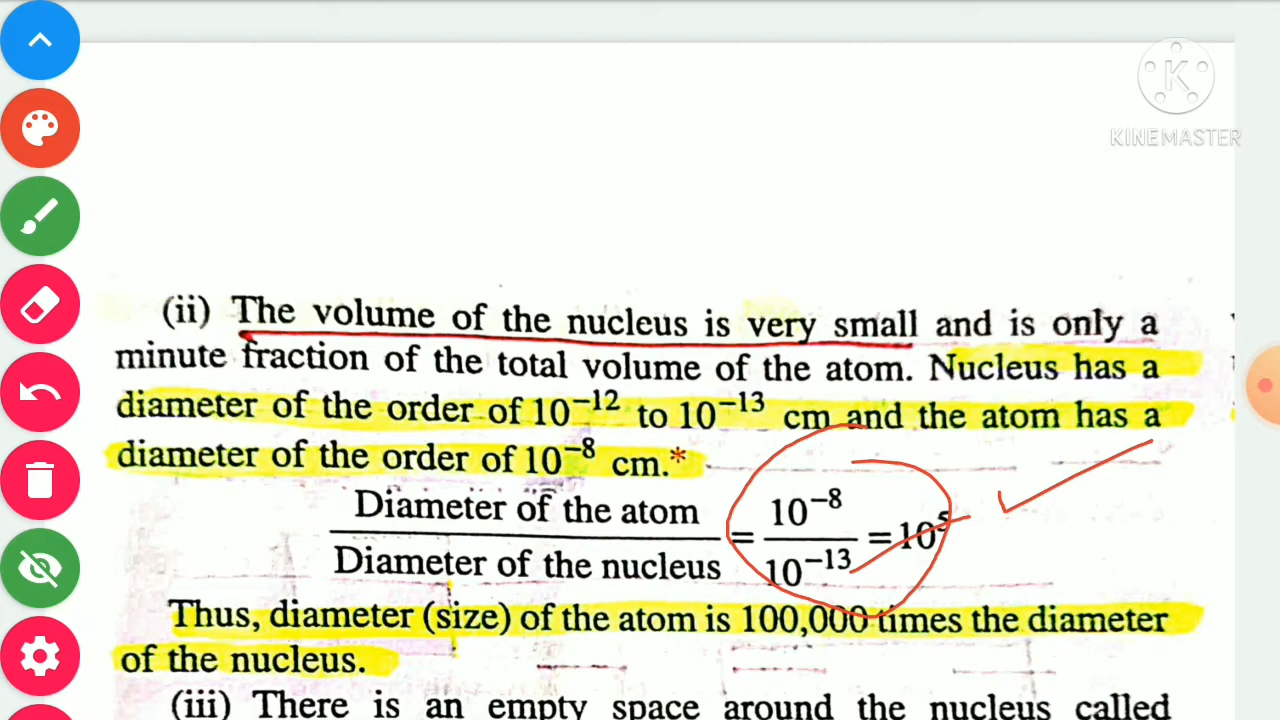 KINEMASTER
(ii) The volume of the nucleus is very small and is only a
minute fraction of the total volume of the atom. Nucleus has a
diameter of the order of 10⁻¹² to 10⁻¹³ cm and the atom has a
diameter of the order of 10⁻⁸ cm.*
Diameter of the atom / Diameter of the nucleus = 10⁻⁸ / 10⁻¹³ = 10⁵
Thus, diameter (size) of the atom is 100,000 times the diameter
of the nucleus.
(iii) There is an empty space around the nucleus called